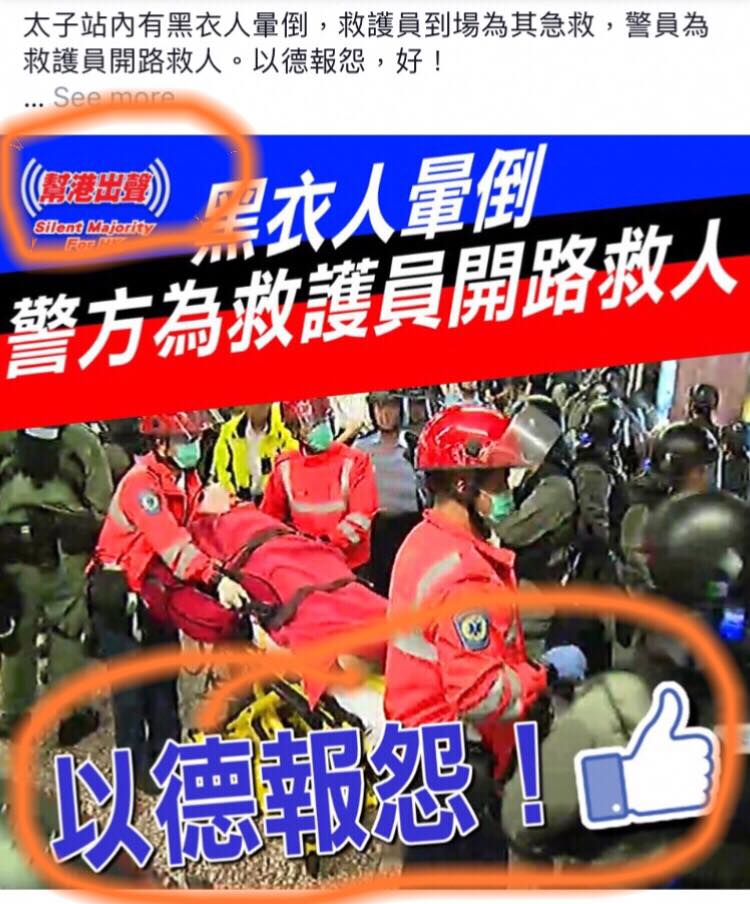 太子站內有黑衣人暈倒，救護員到場為其急救，警員為
救護員開路救人。以德報怨，好！
... See more
幫港出聲
Silent Majority
For HK
黑衣人暈倒
警方為救護員開路救人
以德報怨！